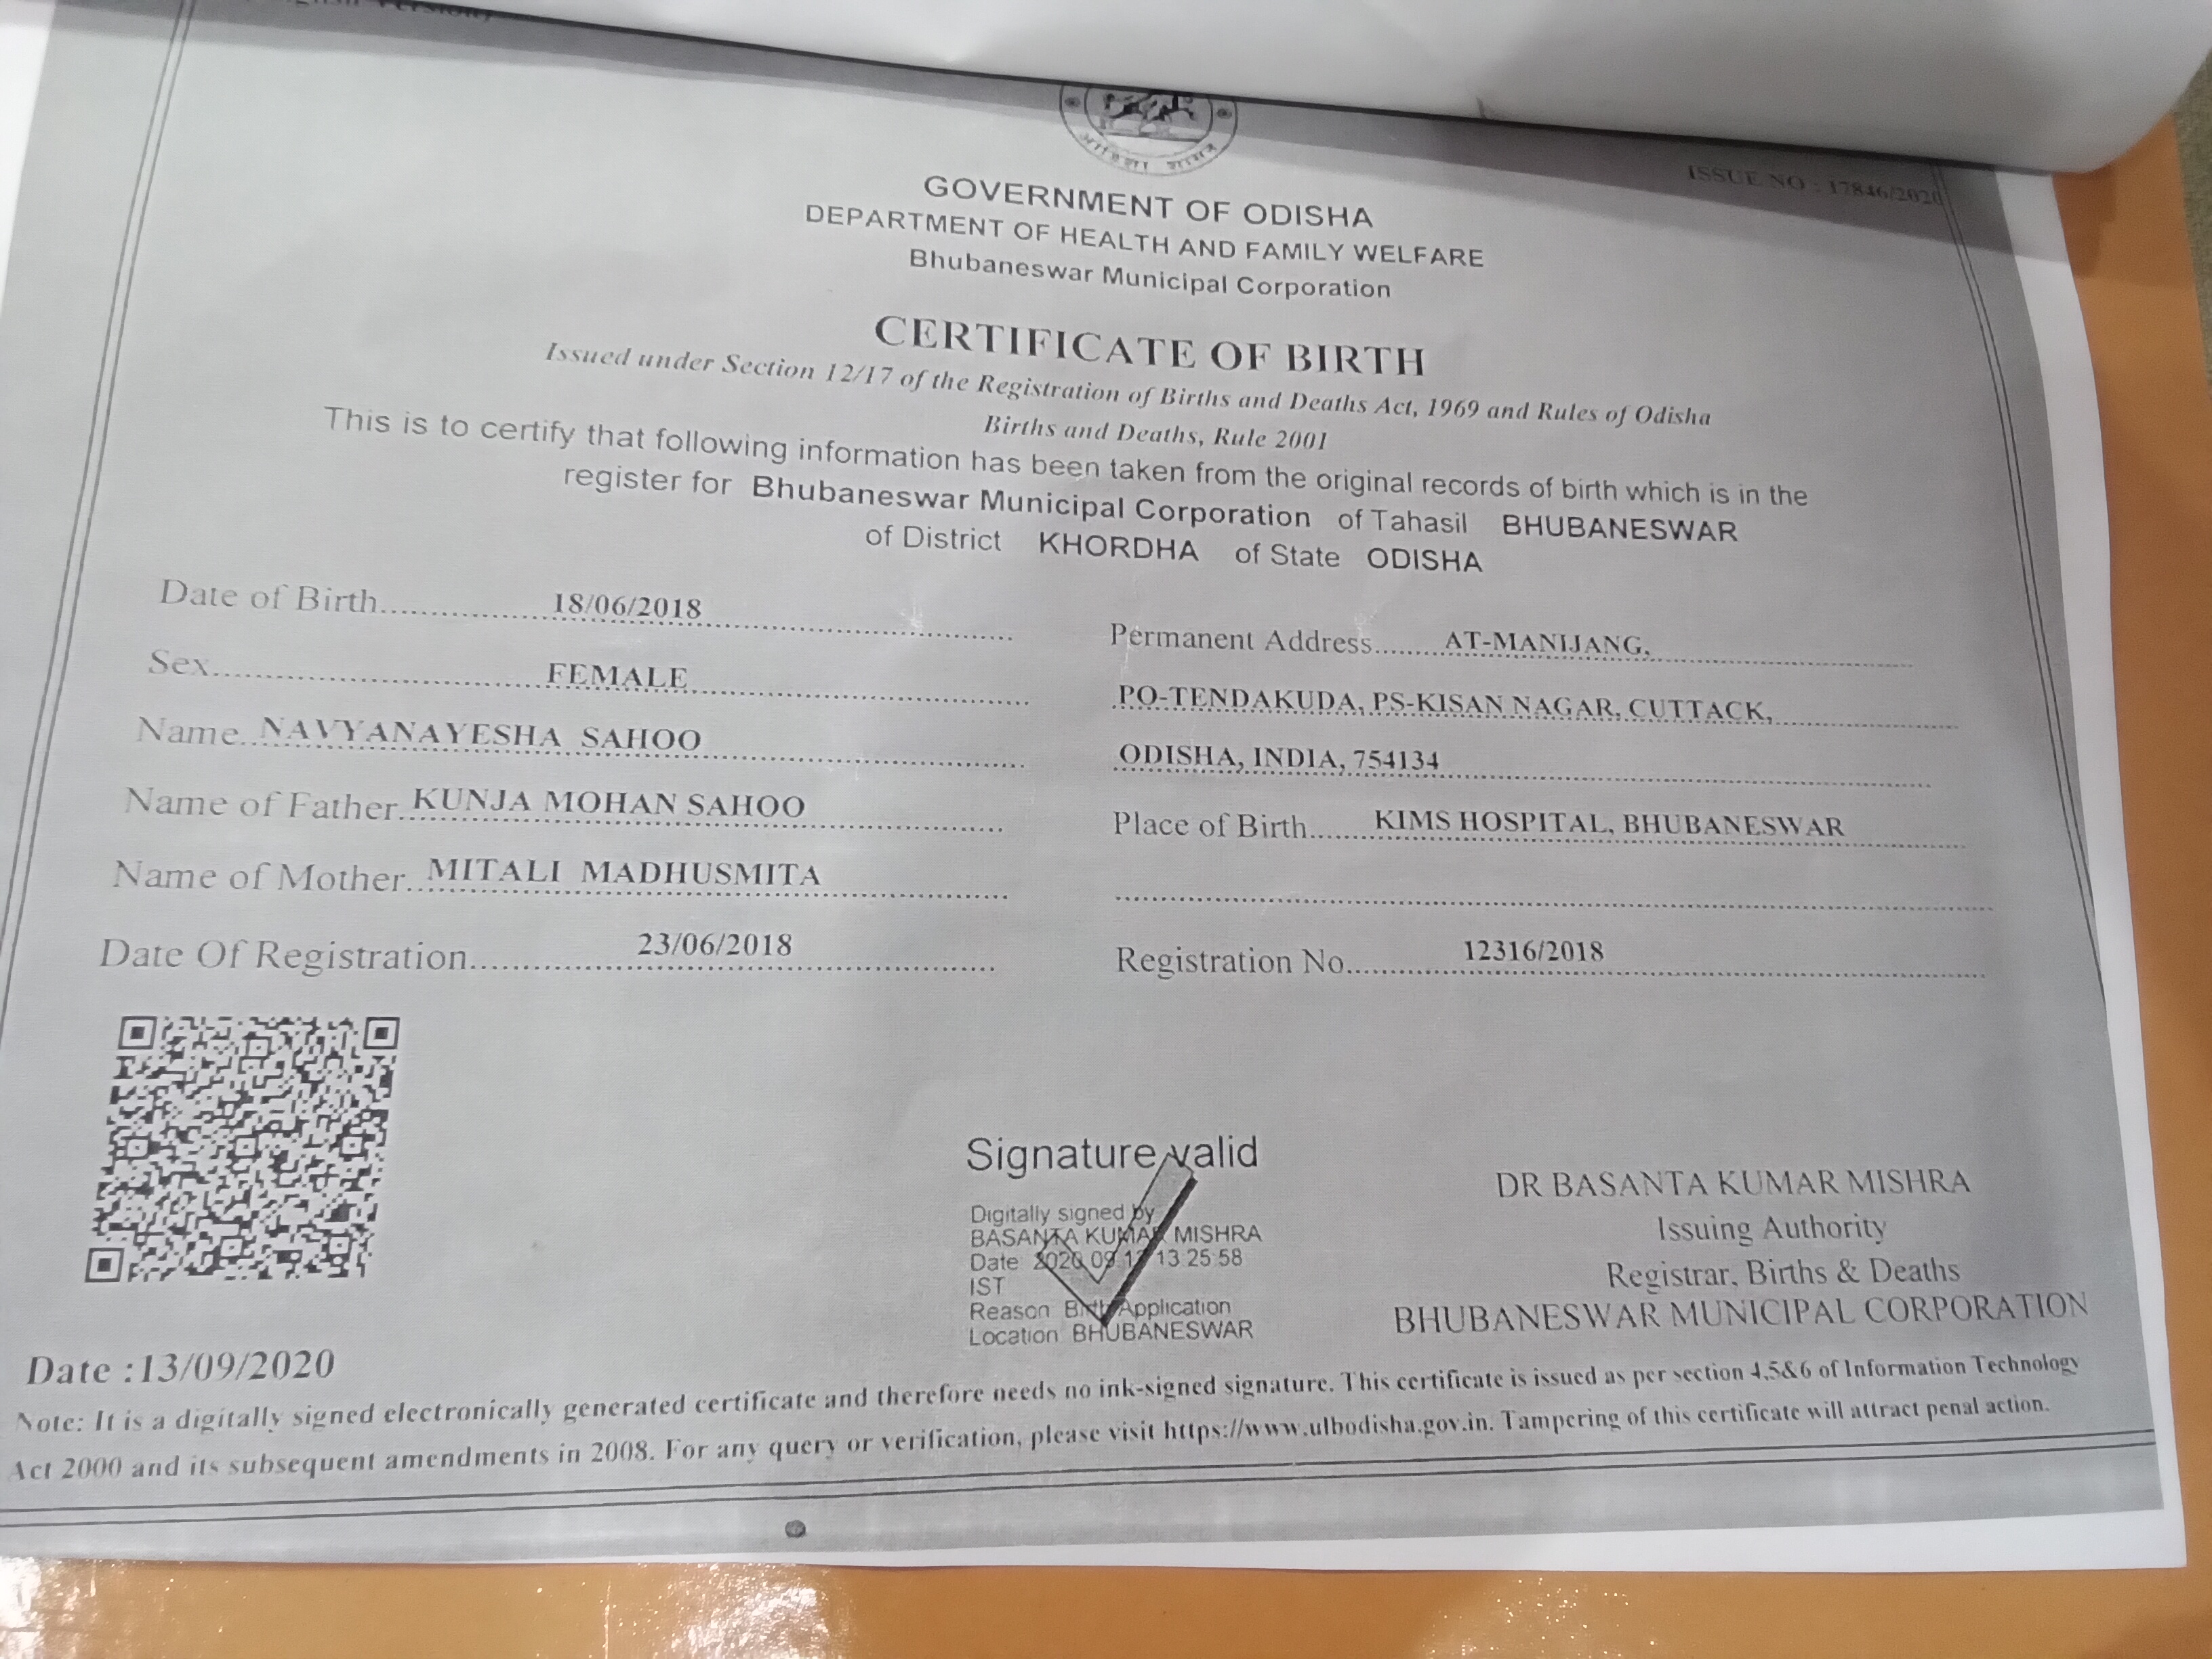 ISSUE NO : 17846/2020
GOVERNMENT OF ODISHA
DEPARTMENT OF HEALTH AND FAMILY WELFARE
Bhubaneswar Municipal Corporation
CERTIFICATE OF BIRTH
Issued under Section 12/17 of the Registration of Births and Deaths Act, 1969 and Rules of Odisha
Births and Deaths, Rule 2001
This is to certify that following information has been taken from the original records of birth which is in the
register for Bhubaneswar Municipal Corporation of Tahasil BHUBANESWAR
of District KHORDHA of State ODISHA
Date of Birth 18/06/2018
Sex FEMALE
Name NAVYANAYESHA SAHOO
Name of Father KUNJA MOHAN SAHOO
Name of Mother MITALI MADHUSMITA
Date Of Registration 23/06/2018
Permanent Address AT-MANIJANG,
PO-TENDAKUDA, PS-KISAN NAGAR, CUTTACK,
ODISHA, INDIA, 754134
Place of Birth KIMS HOSPITAL, BHUBANESWAR
Registration No 12316/2018
Signature valid
Digitally signed by
BASANTA KUMAR MISHRA
Date 2020.09.13 13:25:58
IST
Reason Birth Application
Location BHUBANESWAR
DR BASANTA KUMAR MISHRA
Issuing Authority
Registrar, Births & Deaths
BHUBANESWAR MUNICIPAL CORPORATION
Date :13/09/2020
Note: It is a digitally signed electronically generated certificate and therefore needs no ink-signed signature. This certificate is issued as per section 4,5&6 of Information Technology
Act 2000 and its subsequent amendments in 2008. For any query or verification, please visit https://www.ulbodisha.gov.in. Tampering of this certificate will attract penal action.